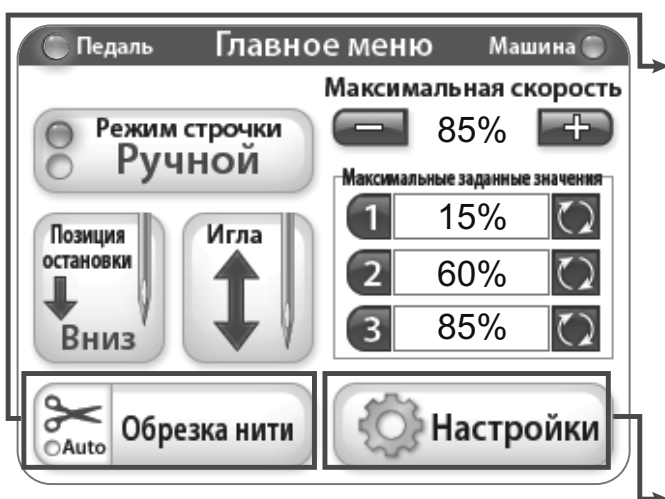 Педаль Главное меню Машина
Максимальная скорость
85%
Режим строчки
Ручной
Максимальные заданные значения
1 15%
2 60%
3 85%
Позиция
остановки
Вниз
Игла
Auto
Обрезка нити
Настройки